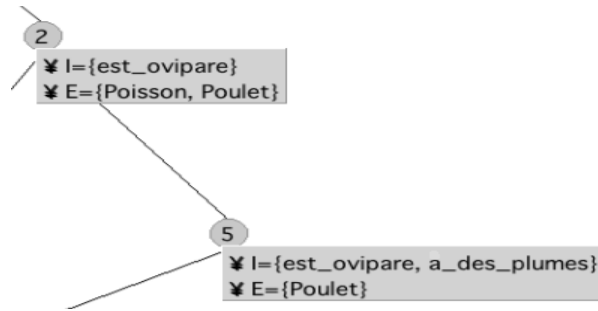 2
¥ I={est_ovipare}
¥ E={Poisson, Poulet}
5
¥ I={est_ovipare, a_des_plumes}
¥ E={Poulet}